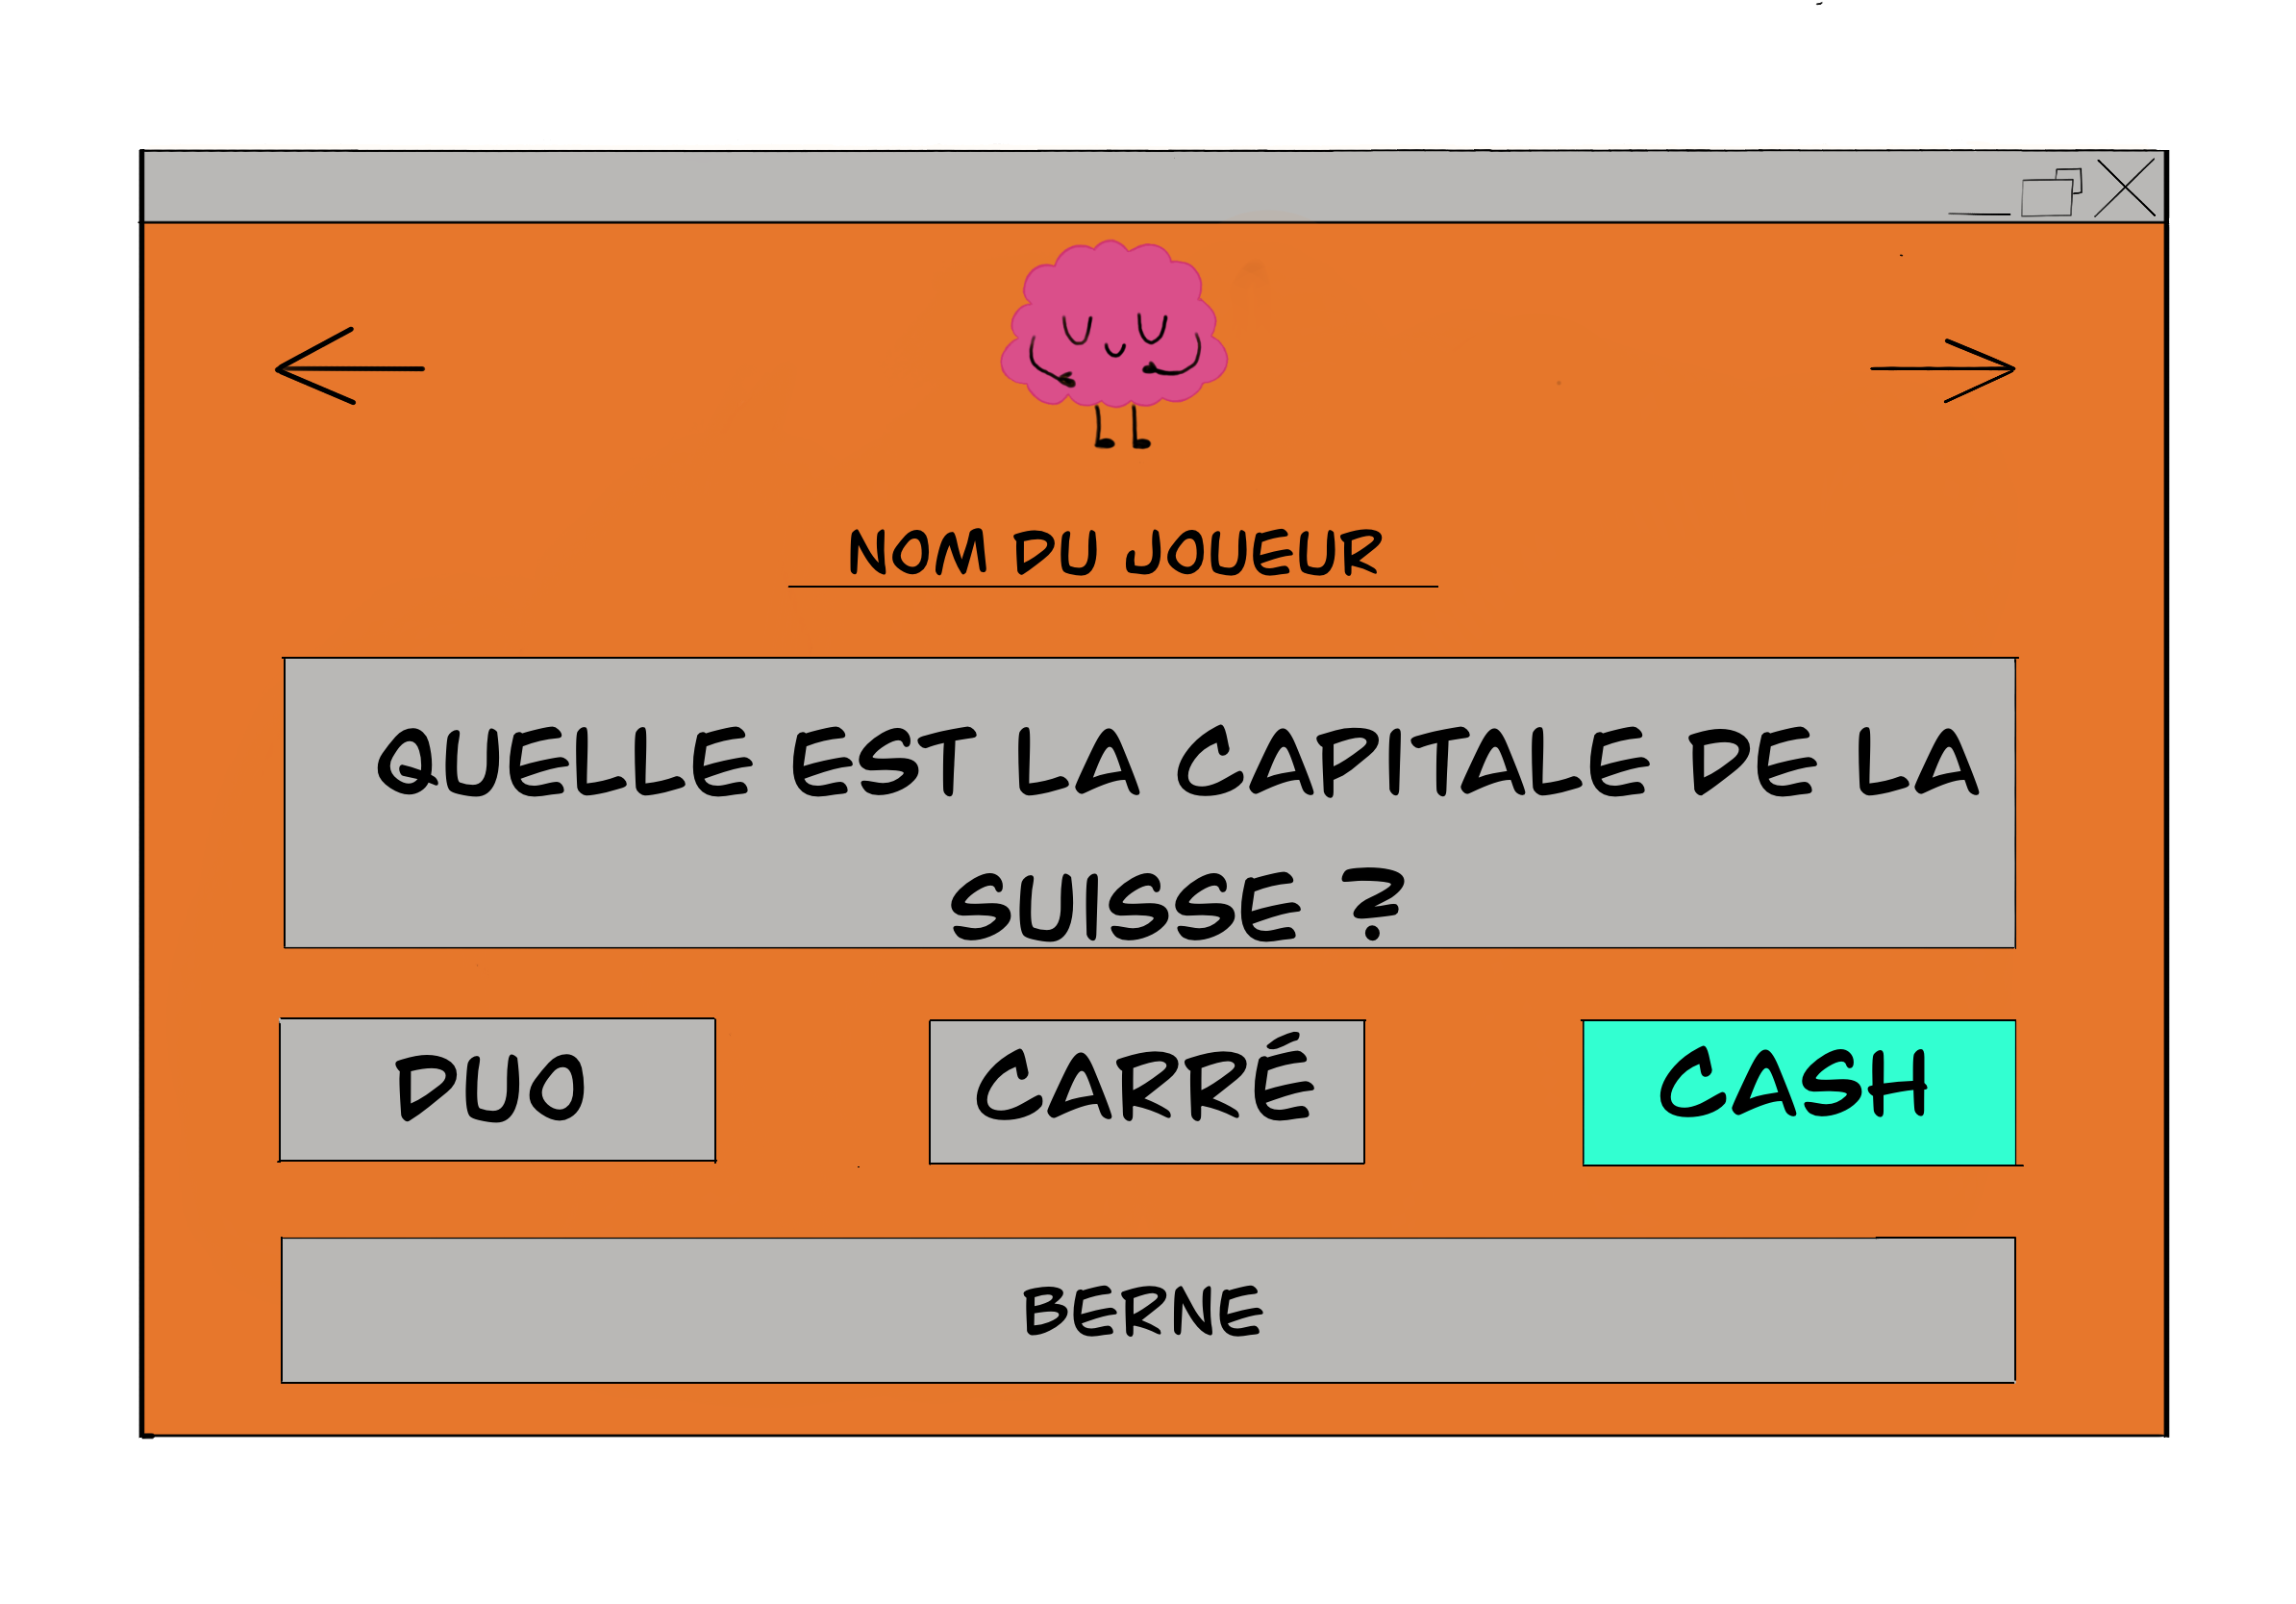 NOM DU JOUEUR
QUELLE EST LA CAPITALE DE LA
SUISSE ?
DUO
CARRÉ
CASH
BERNE